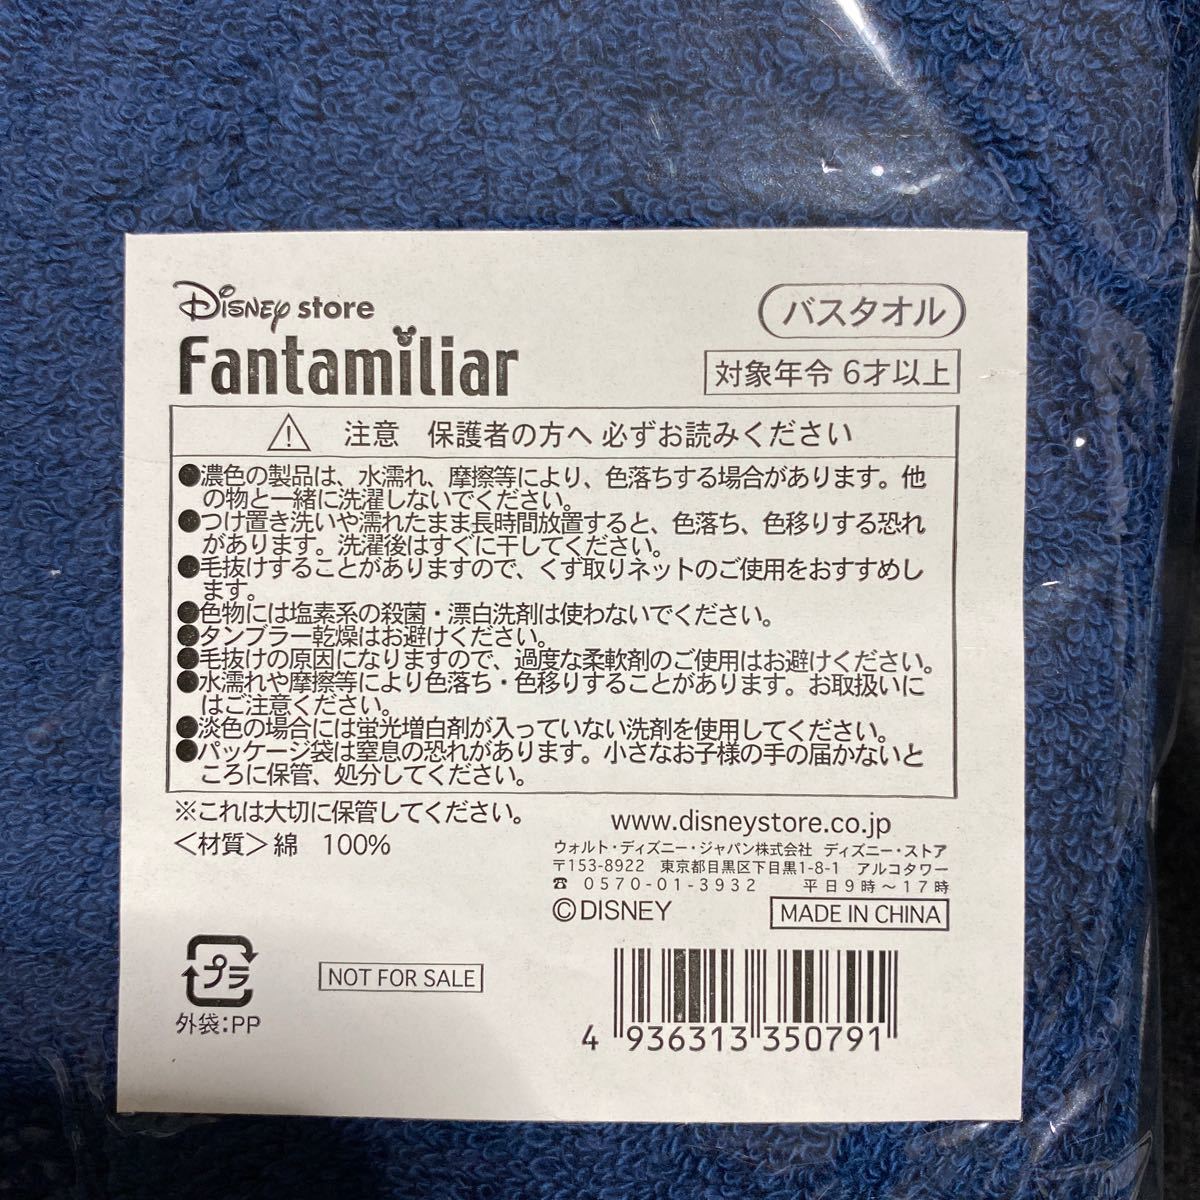 Disney store
Fantamiliar
バスタオル
対象年令 6才以上
注意 保護者の方へ 必ずお読みください
●濃色の製品は、水濡れ、摩擦等により、色落ちする場合があります。他
の物と一緒に洗濯しないでください。
●つけ置き洗いや濡れたまま長時間放置すると、色落ち、色移りする恐れ
があります。洗濯後はすぐに干してください。
●毛抜けすることがありますので、くず取りネットのご使用をおすすめし
ます。
●色物には塩素系の殺菌・漂白洗剤は使わないでください。
●タンブラー乾燥はお避けください。
●毛抜けの原因になりますので、過度な柔軟剤のご使用はお避けください。
●水濡れや摩擦等により色落ち・色移りすることがあります。お取扱いに
はご注意ください。
●淡色の場合には蛍光増白剤が入っていない洗剤を使用してください。
●パッケージ袋は窒息の恐れがあります。小さなお子様の手の届かないと
ころに保管、処分してください。
※これは大切に保管してください。
<材質> 綿 100%
www.disneystore.co.jp
ウォルト・ディズニー・ジャパン株式会社 ディズニー・ストア
〒153-8922 東京都目黒区下目黒1-8-1 アルコタワー
☎ 0570-01-3932 平日9時～17時
©DISNEY
MADE IN CHINA
プラ
外袋:PP
NOT FOR SALE
4 936313 350791